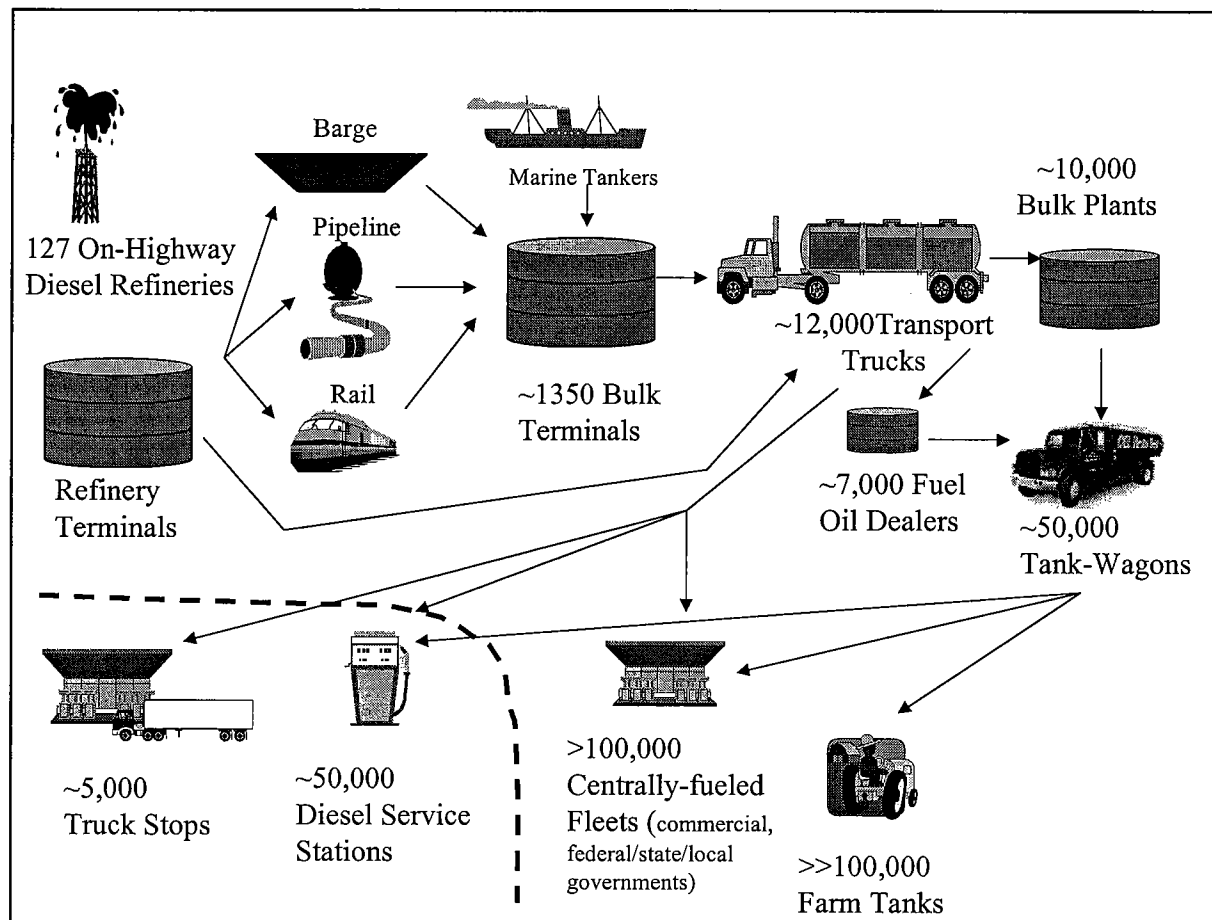 127 On-Highway
Diesel Refineries
Barge
Pipeline
Rail
Marine Tankers
~10,000
Bulk Plants
~12,000Transport
Trucks
~1350 Bulk
Terminals
Refinery
Terminals
~7,000 Fuel
Oil Dealers
~50,000
Tank-Wagons
~5,000
Truck Stops
~50,000
Diesel Service
Stations
>100,000
Centrally-fueled
Fleets (commercial,
federal/state/local
governments)
>>100,000
Farm Tanks